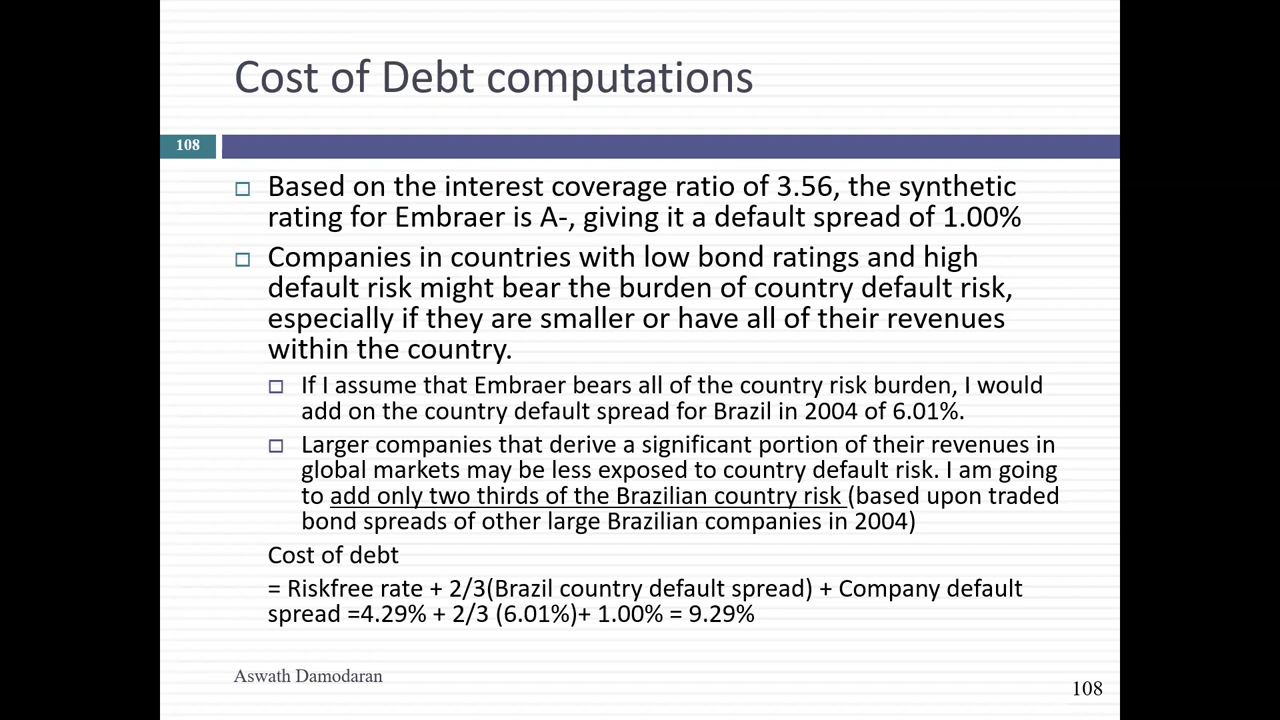 Cost of Debt computations
108
Based on the interest coverage ratio of 3.56, the synthetic
rating for Embraer is A-, giving it a default spread of 1.00%
Companies in countries with low bond ratings and high
default risk might bear the burden of country default risk,
especially if they are smaller or have all of their revenues
within the country.
If I assume that Embraer bears all of the country risk burden, I would
add on the country default spread for Brazil in 2004 of 6.01%.
Larger companies that derive a significant portion of their revenues in
global markets may be less exposed to country default risk. I am going
to add only two thirds of the Brazilian country risk (based upon traded
bond spreads of other large Brazilian companies in 2004)
Cost of debt
= Riskfree rate + 2/3(Brazil country default spread) + Company default
spread =4.29% + 2/3 (6.01%)+ 1.00% = 9.29%
Aswath Damodaran
108